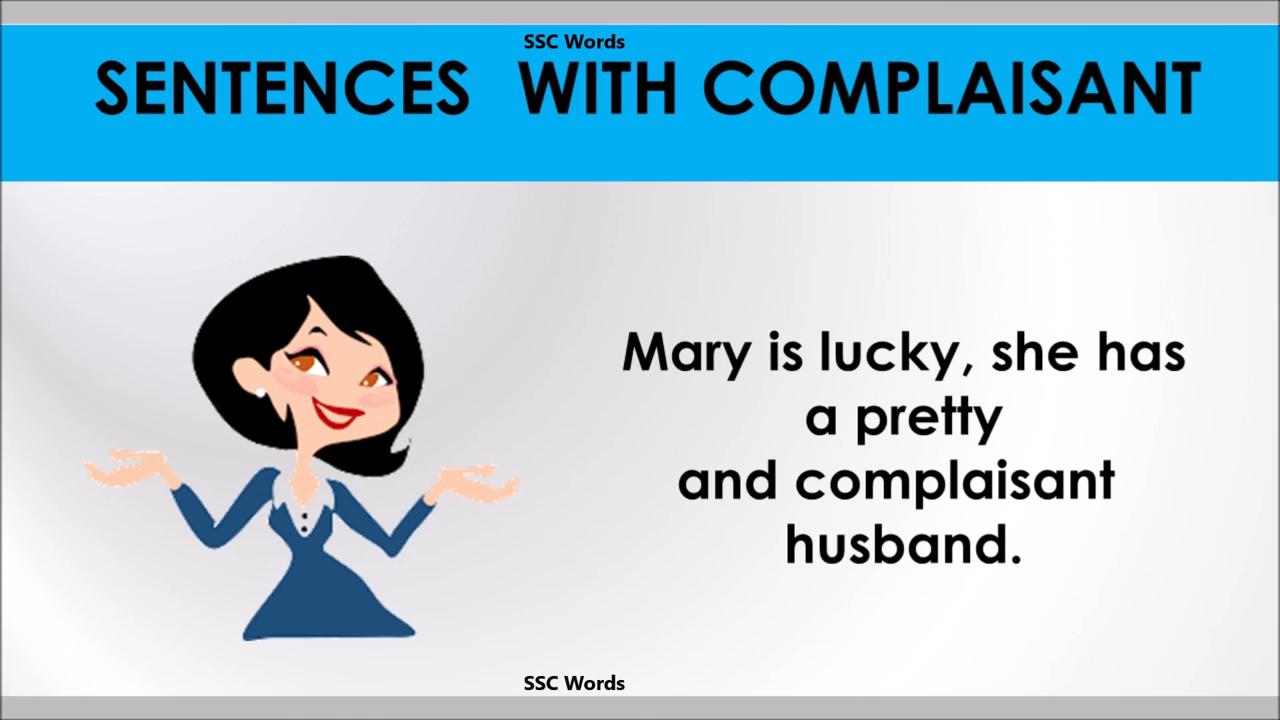 SSC Words
SENTENCES WITH COMPLAISANT
Mary is lucky, she has
a pretty
and complaisant
husband.
SSC Words